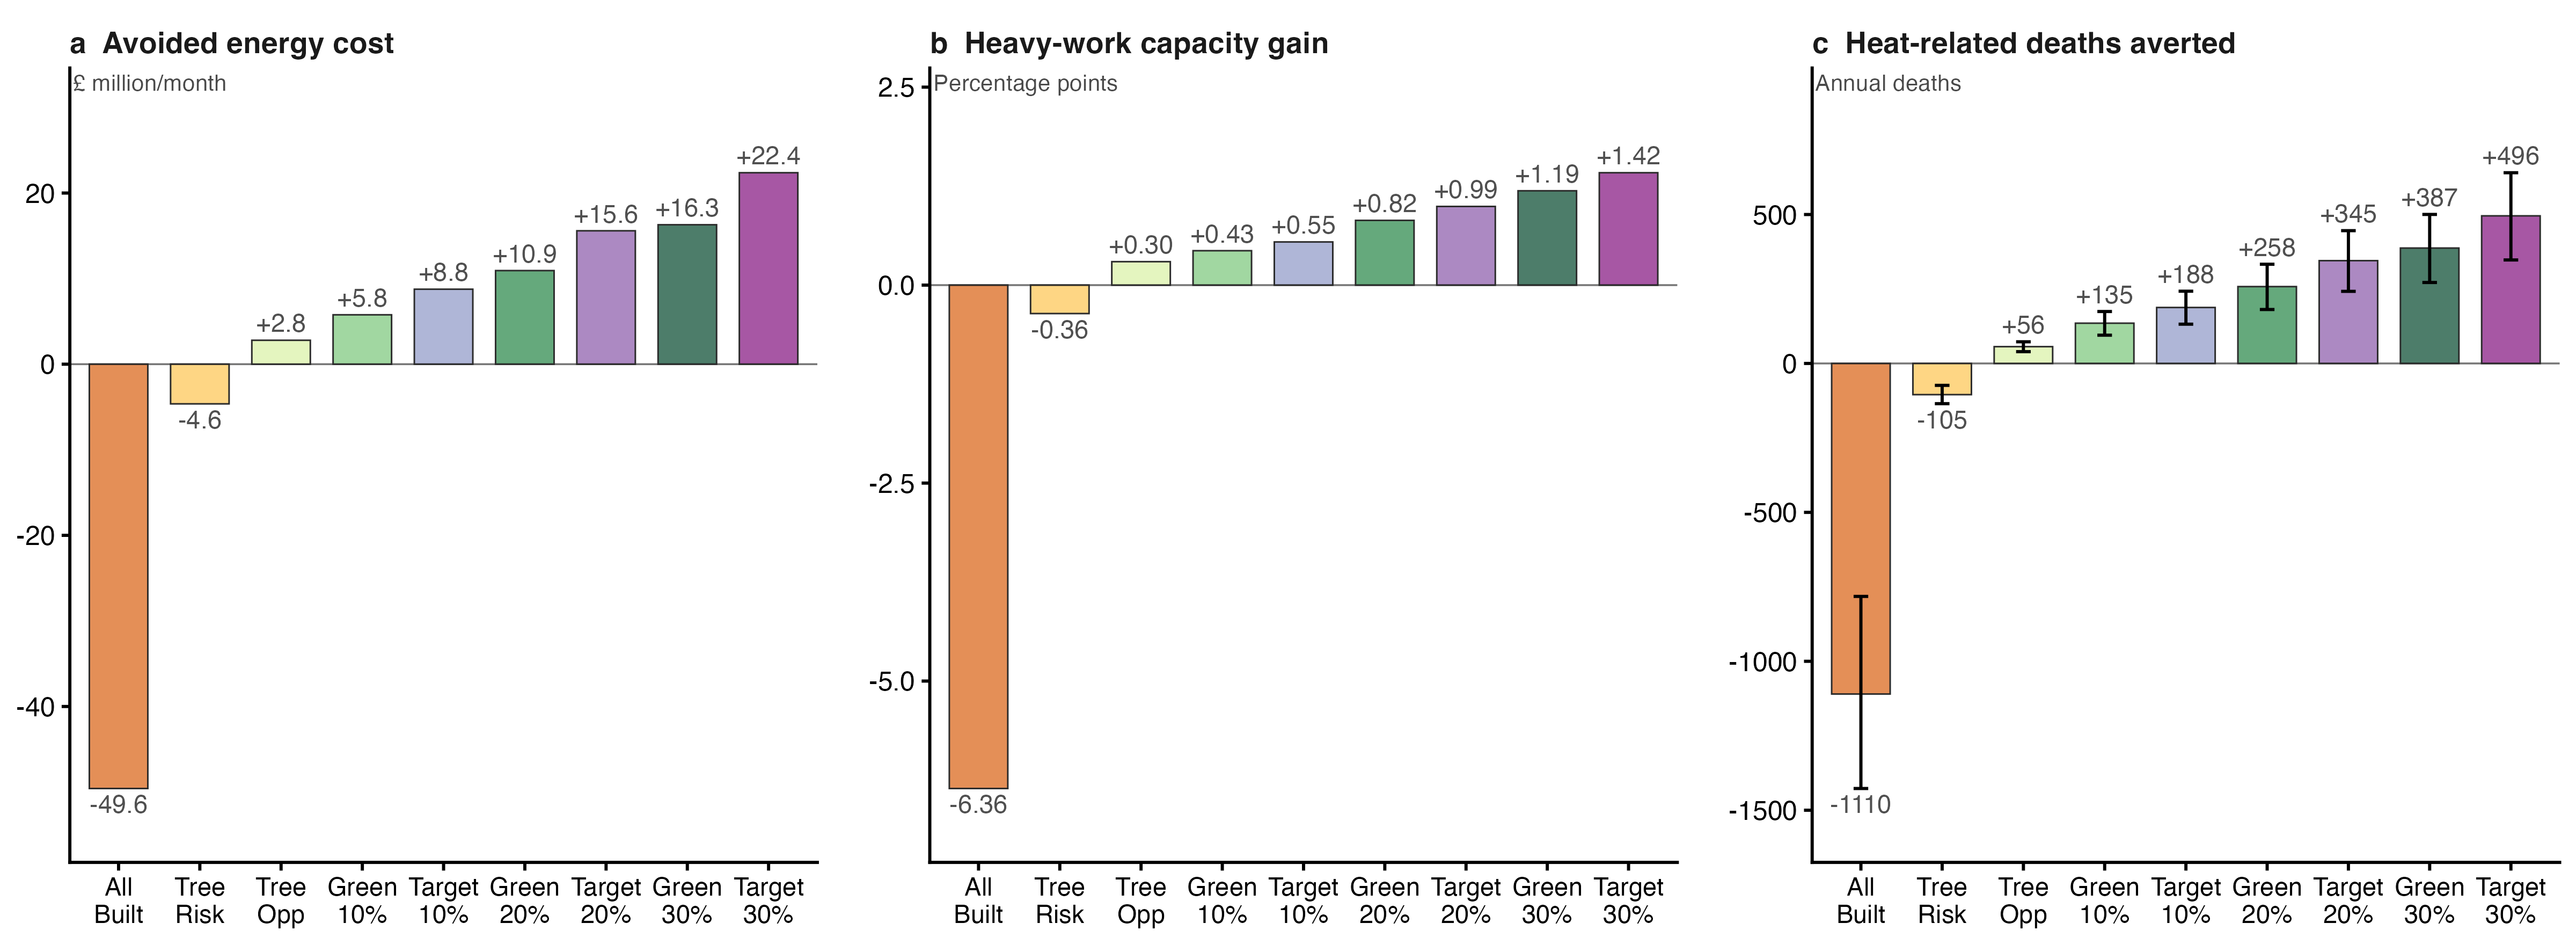 a Avoided energy cost
£ million/month
20
0
-20
-40
-49.6
-4.6
+2.8
+5.8
+8.8
+10.9
+15.6
+16.3
+22.4
All Built
Tree Risk
Tree Opp
Green 10%
Target 10%
Green 20%
Target 20%
Green 30%
Target 30%
b Heavy-work capacity gain
Percentage points
2.5
0.0
-2.5
-5.0
-6.36
-0.36
+0.30
+0.43
+0.55
+0.82
+0.99
+1.19
+1.42
All Built
Tree Risk
Tree Opp
Green 10%
Target 10%
Green 20%
Target 20%
Green 30%
Target 30%
c Heat-related deaths averted
Annual deaths
500
0
-500
-1000
-1500
-1110
-105
+56
+135
+188
+258
+345
+387
+496
All Built
Tree Risk
Tree Opp
Green 10%
Target 10%
Green 20%
Target 20%
Green 30%
Target 30%